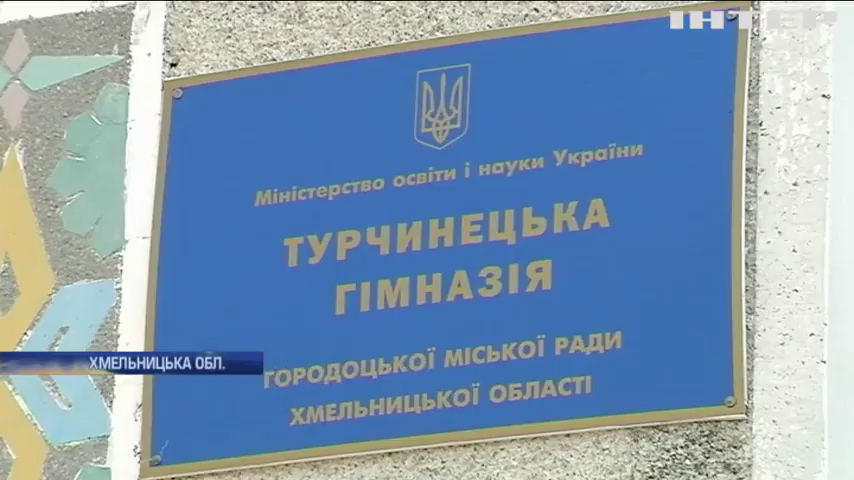 ІНТЕР
Міністерство освіти і науки України
ТУРЧИНЕЦЬКА
ГІМНАЗІЯ
ХМЕЛЬНИЦЬКА ОБЛ.
ГОРОДОЦЬКОЇ МІСЬКОЇ РАДИ
ХМЕЛЬНИЦЬКОЇ ОБЛАСТІ